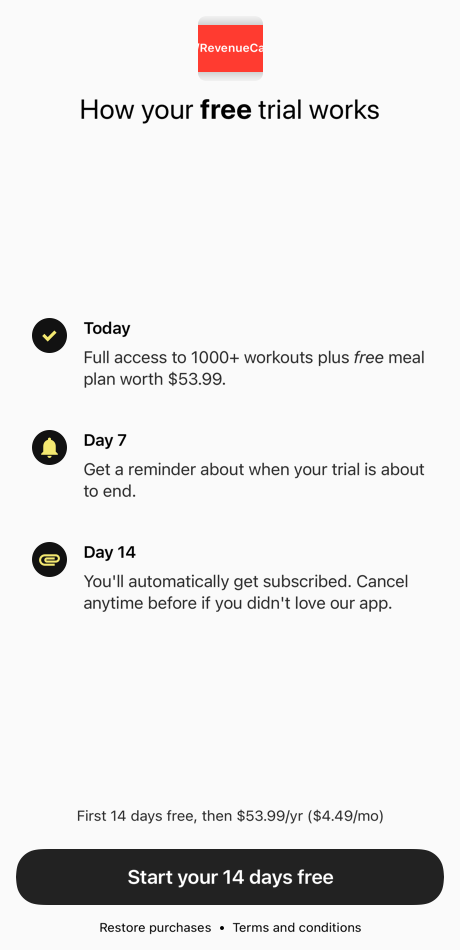 RevenueCa
How your free trial works
Today
Full access to 1000+ workouts plus free meal
plan worth $53.99.
Day 7
Get a reminder about when your trial is about
to end.
Day 14
You'll automatically get subscribed. Cancel
anytime before if you didn't love our app.
First 14 days free, then $53.99/yr ($4.49/mo)
Start your 14 days free
Restore purchases • Terms and conditions